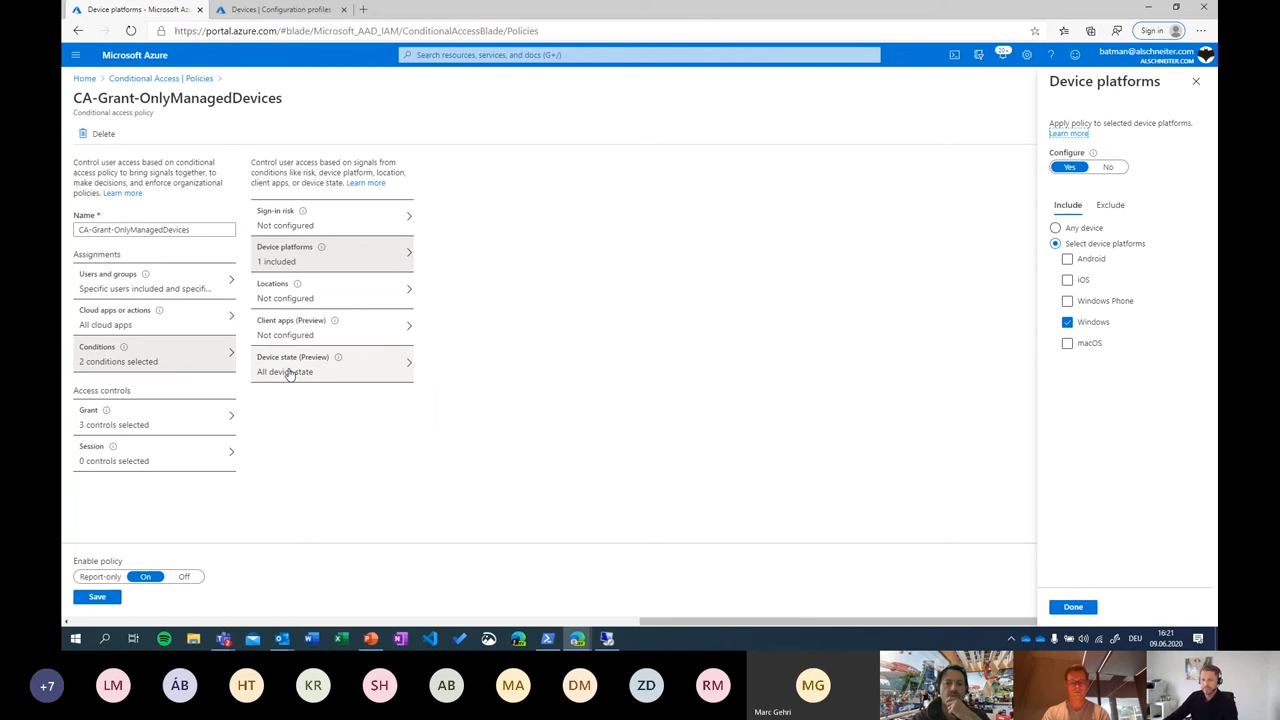 Device platforms - Microsoft Az
Devices | Configuration profiles
https://portal.azure.com/#blade/Microsoft_AAD_IAM/ConditionalAccessBlade/Policies
Sign in
Microsoft Azure
Search resources, services, and docs (G+/)
20+
batman@alschneiter.com
ALSCHNEITER.COM
Home
Conditional Access | Policies
CA-Grant-OnlyManagedDevices
Conditional access policy
Delete
Control user access based on conditional
access policy to bring signals together, to
make decisions, and enforce organizational
policies. Learn more
Name *
CA-Grant-OnlyManagedDevices
Assignments
Users and groups
Specific users included and specifi...
Cloud apps or actions
All cloud apps
Conditions
2 conditions selected
Access controls
Grant
3 controls selected
Session
0 controls selected
Enable policy
Report-only On Off
Save
Control user access based on signals from
conditions like risk, device platform, location,
client apps, or device state. Learn more
Sign-in risk
Not configured
Device platforms
1 included
Locations
Not configured
Client apps (Preview)
Not configured
Device state (Preview)
All device state
Device platforms
Apply policy to selected device platforms.
Learn more
Configure
Yes No
Include Exclude
Any device
Select device platforms
Android
iOS
Windows Phone
Windows
macOS
Done
DEU
16:21
09.06.2020
+7
LM
ÁB
HT
KR
SH
AB
MA
DM
ZD
RM
MG
Marc Gehri